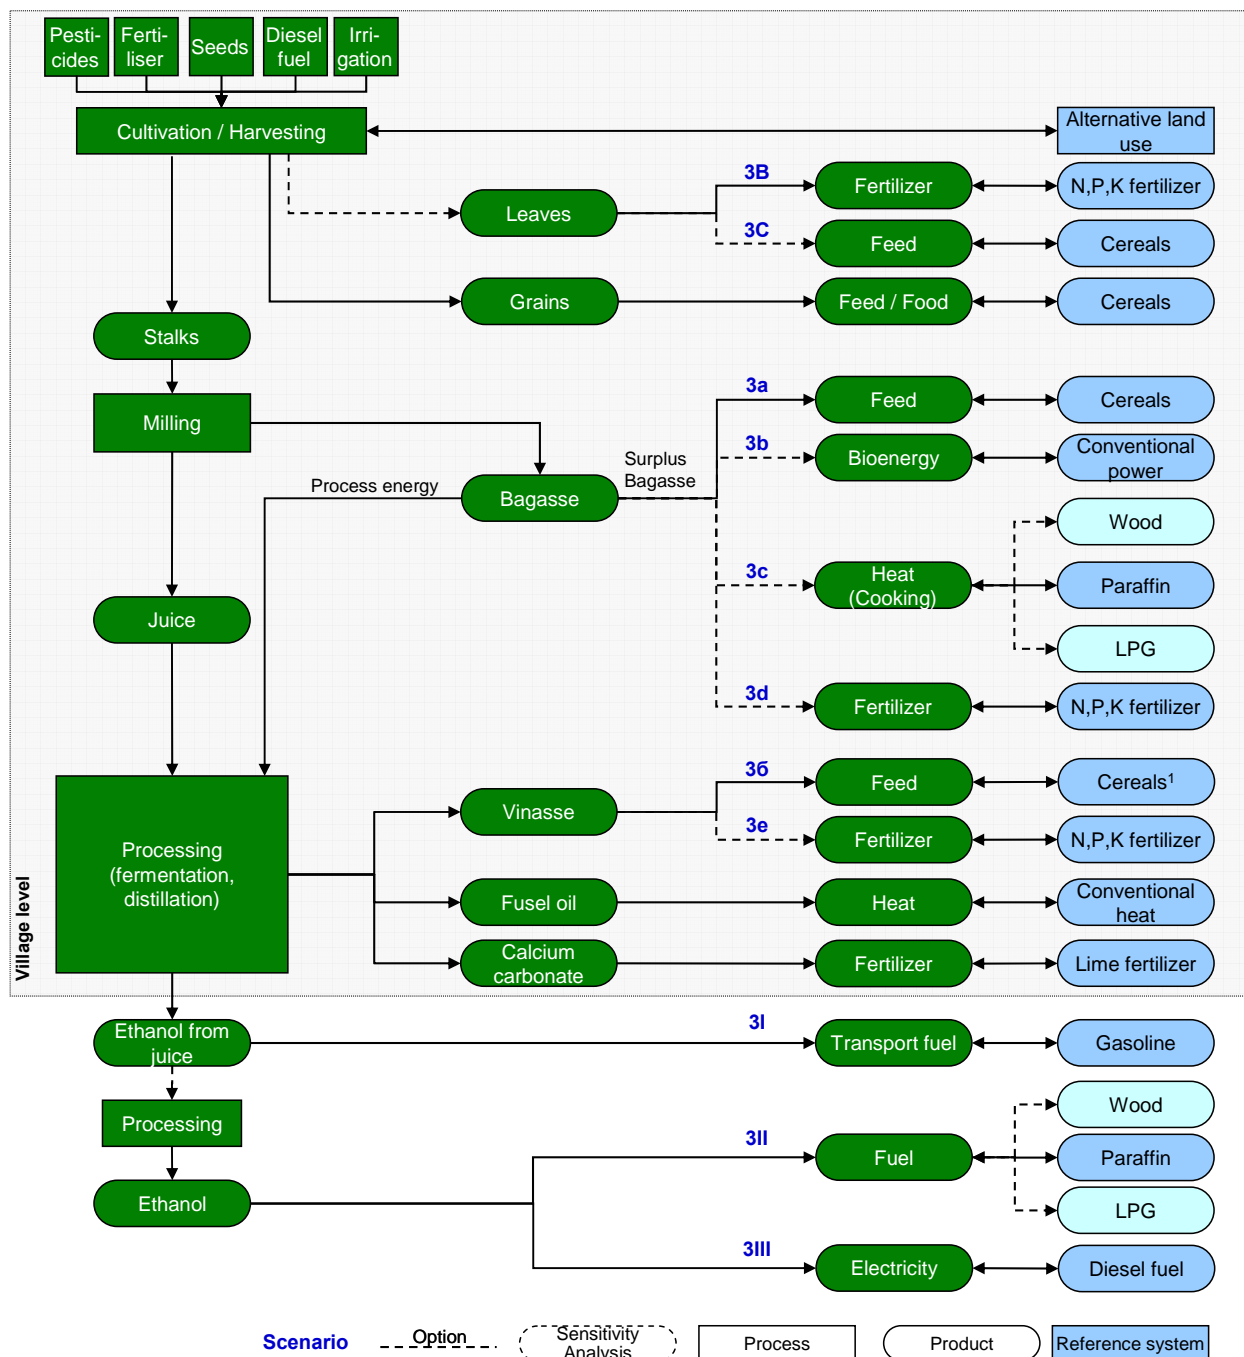 Pesti-
cides
Ferti-
liser
Seeds
Diesel
fuel
Irri-
gation
Cultivation / Harvesting
Alternative land
use
Leaves
3B
Fertilizer
N,P,K fertilizer
3C
Feed
Cereals
Grains
Feed / Food
Cereals
Stalks
Milling
3a
Feed
Cereals
3b
Bioenergy
Conventional
power
Surplus
Bagasse
Process energy
Bagasse
Wood
3c
Heat
(Cooking)
Paraffin
LPG
Juice
3d
Fertilizer
N,P,K fertilizer
Processing
(fermentation,
distillation)
Village level
Vinasse
3б
Feed
Cereals¹
3e
Fertilizer
N,P,K fertilizer
Fusel oil
Heat
Conventional
heat
Calcium
carbonate
Fertilizer
Lime fertilizer
Ethanol from
juice
3I
Transport fuel
Gasoline
Processing
Ethanol
3II
Fuel
Wood
Paraffin
LPG
3III
Electricity
Diesel fuel
Scenario
Option
Sensitivity
Analysis
Process
Product
Reference system